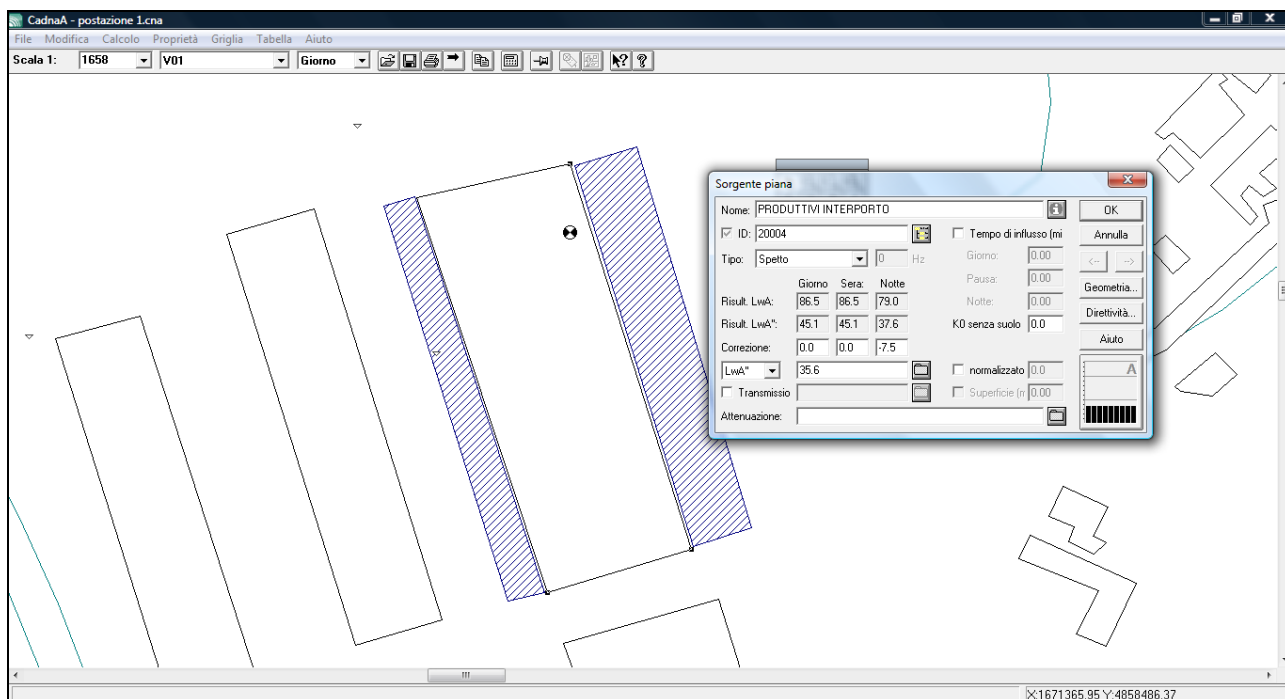 CadnaA - postazione 1.cna
File Modifica Calcolo Proprietà Griglia Tabella Aiuto
Scala 1: 1658 V01 Giorno
Sorgente piana
Nome: PRODUTTIVI INTERPORTO OK
ID: 20004 Tempo di influsso (mi Annulla
Tipo: Spetto 0 Hz Giorno: 0.00 <-- -->
Giorno Sera: Notte Pausa: 0.00 Geometria...
Risult. LwA: 86.5 86.5 79.0 Notte: 0.00
Risult. LwA": 45.1 45.1 37.6 K0 senza suolo 0.0 Direttività...
Correzione: 0.0 0.0 -7.5 Aiuto
LwA" 35.6 normalizzato 0.0 A
Transmissio Superficie (m 0.00
Attenuazione:
X:1671365.95 Y:4858486.37